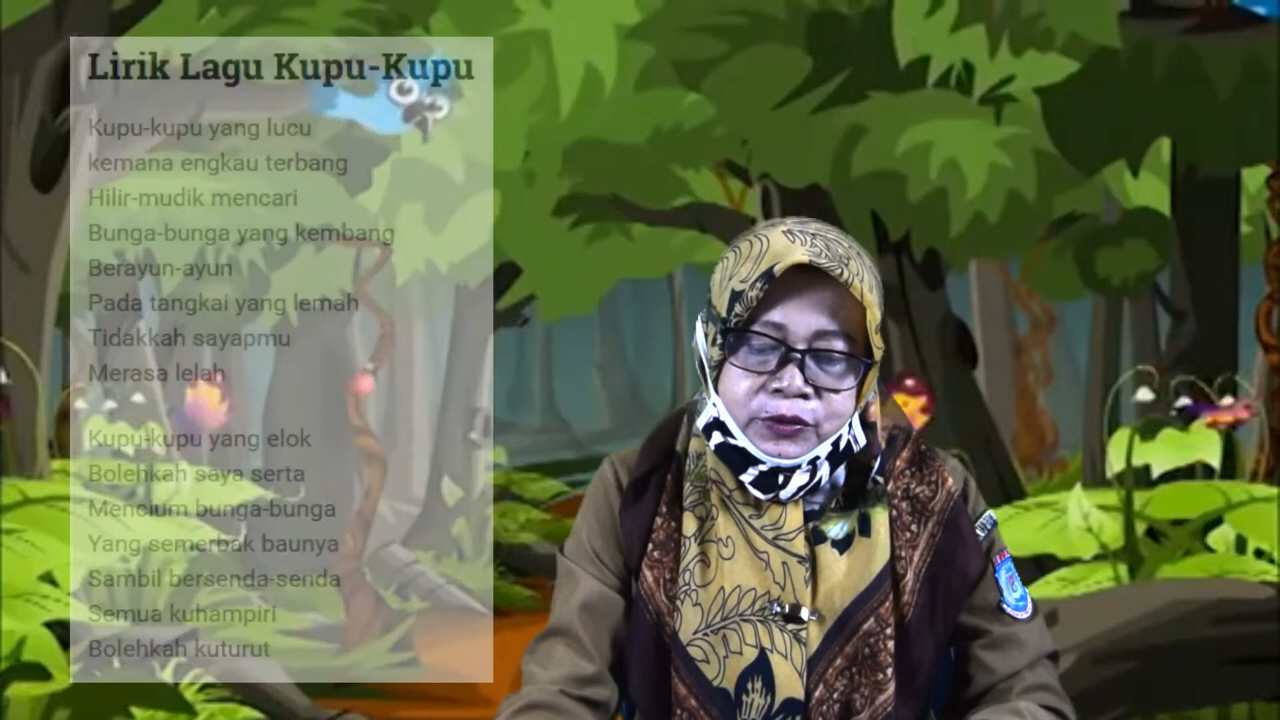 Lirik Lagu Kupu-Kupu
Kupu-kupu yang lucu
kemana engkau terbang
Hilir-mudik mencari
Bunga-bunga yang kembang
Berayun-ayun
Pada tangkai yang lemah
Tidakkah sayapmu
Merasa lelah
Kupu-kupu yang elok
Bolehkah saya serta
Mencium bunga-bunga
Yang semerbak baunya
Sambil bersenda-senda
Semua kuhampiri
Bolehkah kuturut